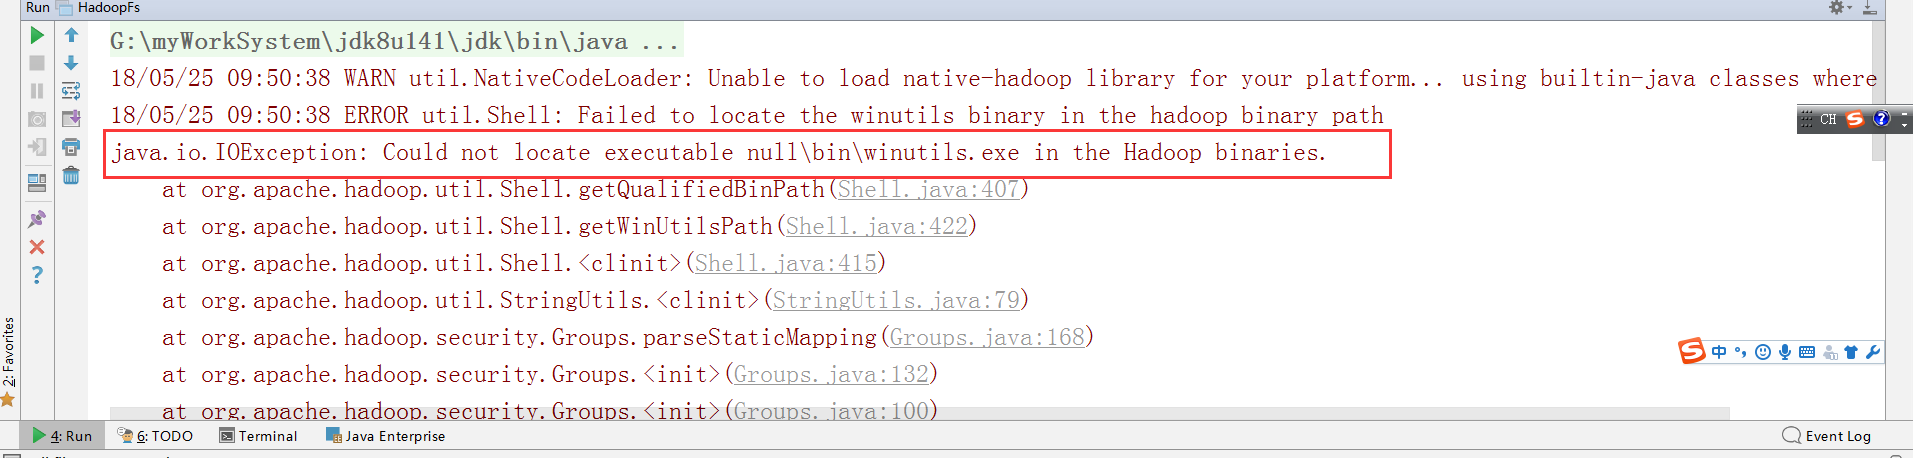 Run HadoopFs
G:\myWorkSystem\jdk8u141\jdk\bin\java ...
18/05/25 09:50:38 WARN util.NativeCodeLoader: Unable to load native-hadoop library for your platform... using builtin-java classes where
18/05/25 09:50:38 ERROR util.Shell: Failed to locate the winutils binary in the hadoop binary path
java.io.IOException: Could not locate executable null\bin\winutils.exe in the Hadoop binaries.
at org.apache.hadoop.util.Shell.getQualifiedBinPath(Shell.java:407)
at org.apache.hadoop.util.Shell.getWinUtilsPath(Shell.java:422)
at org.apache.hadoop.util.Shell.<clinit>(Shell.java:415)
at org.apache.hadoop.util.StringUtils.<clinit>(StringUtils.java:79)
at org.apache.hadoop.security.Groups.parseStaticMapping(Groups.java:168)
at org.apache.hadoop.security.Groups.<init>(Groups.java:132)
at org.apache.hadoop.security.Groups.<init>(Groups.java:100)
CH
中
2: Favorites
4: Run 6: TODO Terminal Java Enterprise Event Log